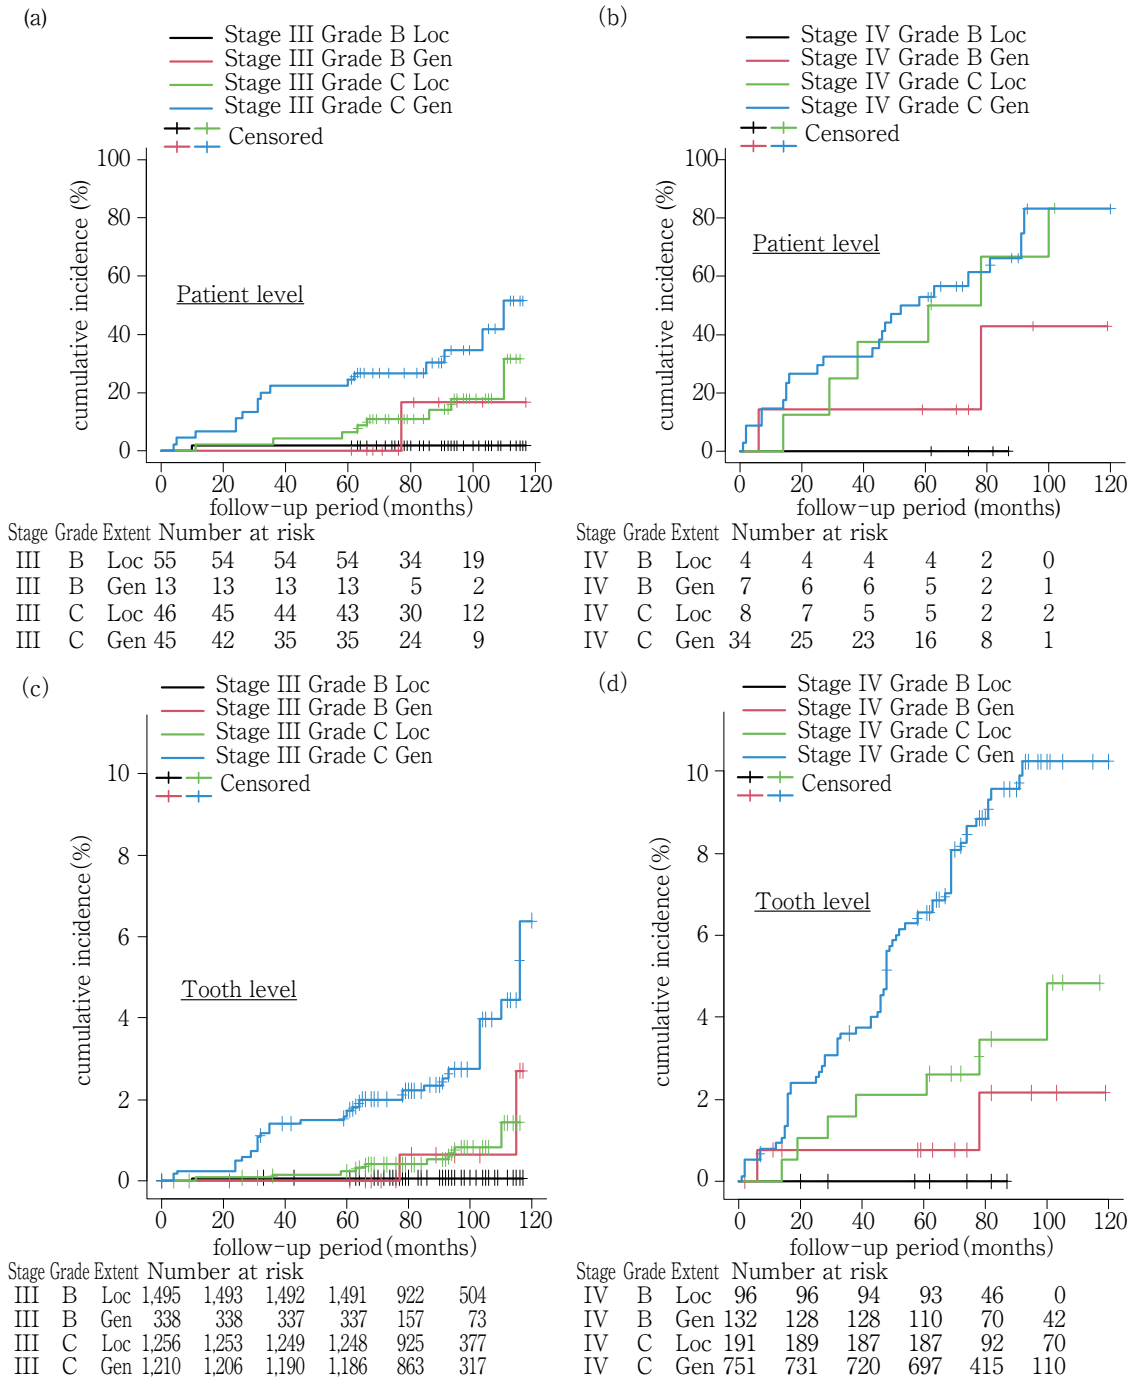 (a)
Stage III Grade B Loc
Stage III Grade B Gen
Stage III Grade C Loc
Stage III Grade C Gen
Censored
100
80
60
40
20
0
cumulative incidence (%)
Patient level
0 20 40 60 80 100 120
follow-up period (months)
Stage Grade Extent Number at risk
III B Loc 55 54 54 54 34 19
III B Gen 13 13 13 13 5 2
III C Loc 46 45 44 43 30 12
III C Gen 45 42 35 35 24 9
(b)
Stage IV Grade B Loc
Stage IV Grade B Gen
Stage IV Grade C Loc
Stage IV Grade C Gen
Censored
100
80
60
40
20
0
cumulative incidence (%)
Patient level
0 20 40 60 80 100 120
follow-up period (months)
Stage Grade Extent Number at risk
IV B Loc 4 4 4 4 2 0
IV B Gen 7 6 6 5 2 1
IV C Loc 8 7 5 5 2 2
IV C Gen 34 25 23 16 8 1
(c)
Stage III Grade B Loc
Stage III Grade B Gen
Stage III Grade C Loc
Stage III Grade C Gen
Censored
10
8
6
4
2
0
cumulative incidence (%)
Tooth level
0 20 40 60 80 100 120
follow-up period (months)
Stage Grade Extent Number at risk
III B Loc 1,495 1,493 1,492 1,491 922 504
III B Gen 338 338 337 337 157 73
III C Loc 1,256 1,253 1,249 1,248 925 377
III C Gen 1,210 1,206 1,190 1,186 863 317
(d)
Stage IV Grade B Loc
Stage IV Grade B Gen
Stage IV Grade C Loc
Stage IV Grade C Gen
Censored
10
8
6
4
2
0
cumulative incidence (%)
Tooth level
0 20 40 60 80 100 120
follow-up period (months)
Stage Grade Extent Number at risk
IV B Loc 96 96 94 93 46 0
IV B Gen 132 128 128 110 70 42
IV C Loc 191 189 187 187 92 70
IV C Gen 751 731 720 697 415 110